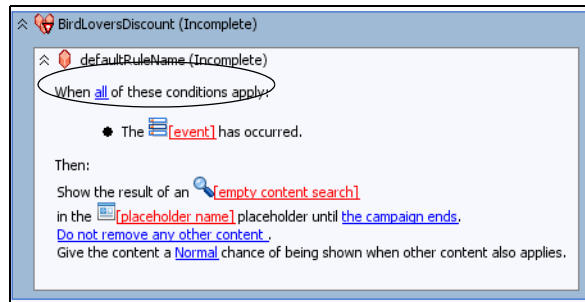 BirdLoversDiscount (Incomplete)
defaultRuleName (Incomplete)
When all of these conditions apply:
The [event] has occurred.
Then:
Show the result of an [empty content search]
in the [placeholder name] placeholder until the campaign ends.
Do not remove any other content .
Give the content a Normal chance of being shown when other content also applies.